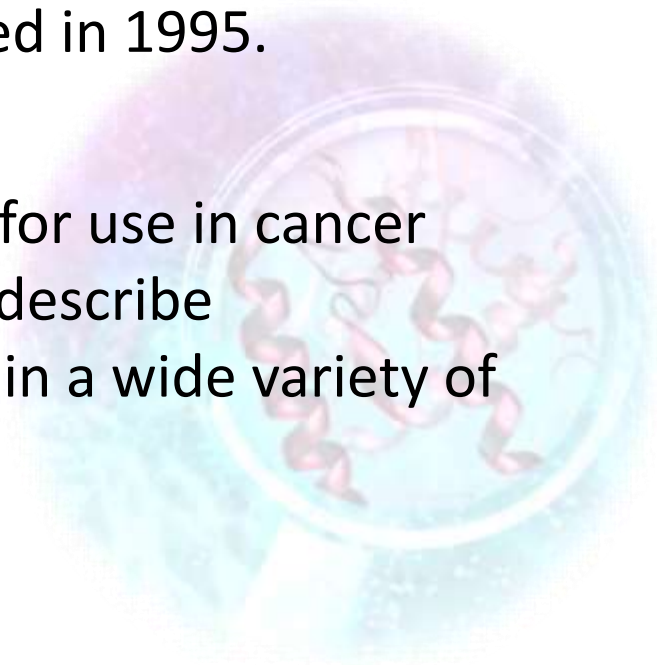 ed in 1995.
for use in cancer
describe
in a wide variety of